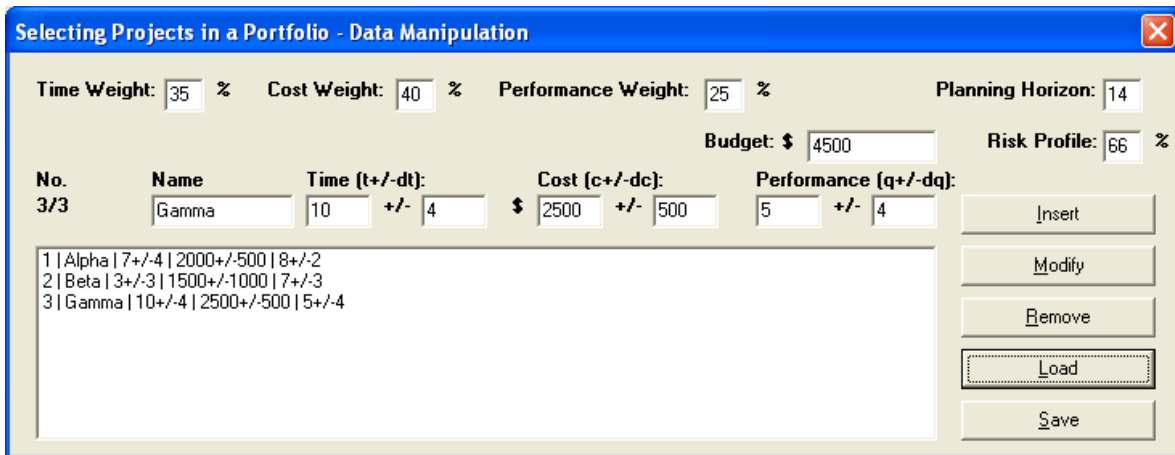 Selecting Projects in a Portfolio - Data Manipulation
Time Weight: 35 % Cost Weight: 40 % Performance Weight: 25 % Planning Horizon: 14
Budget: $ 4500 Risk Profile: 66 %
No. Name Time (t+/-dt): Cost (c+/-dc): Performance (q+/-dq):
3/3 Gamma 10 +/- 4 $ 2500 +/- 500 5 +/- 4
Insert
1 | Alpha | 7+/-4 | 2000+/-500 | 8+/-2
2 | Beta | 3+/-3 | 1500+/-1000 | 7+/-3
3 | Gamma | 10+/-4 | 2500+/-500 | 5+/-4
Modify
Remove
Load
Save